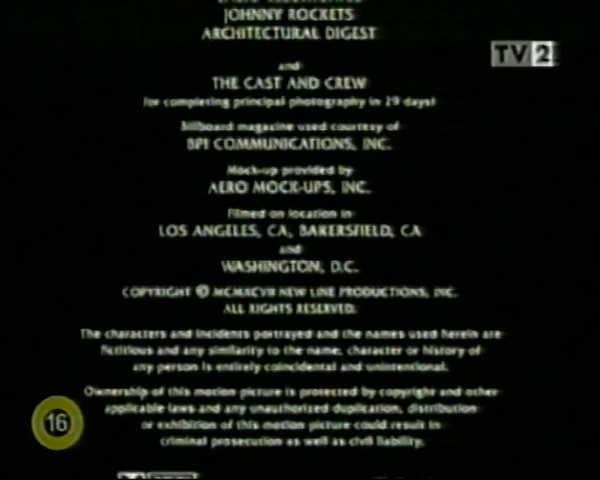 JOHNNY ROCKETS
ARCHITECTURAL DIGEST
TV2
and
THE CAST AND CREW
for completing principal photography in 29 days!
Billboard magazine used courtesy of
BPI COMMUNICATIONS, INC.
Mock-up provided by
AERO MOCK-UPS, INC.
Filmed on location in
LOS ANGELES, CA, BAKERSFIELD, CA
and
WASHINGTON, D.C.
COPYRIGHT © MCMXCVII NEW LINE PRODUCTIONS, INC.
ALL RIGHTS RESERVED.
The characters and incidents portrayed and the names used herein are
fictitious and any similarity to the name, character or history of
any person is entirely coincidental and unintentional.
Ownership of this motion picture is protected by copyright and other
applicable laws and any unauthorized duplication, distribution
or exhibition of this motion picture could result in
criminal prosecution as well as civil liability.
16